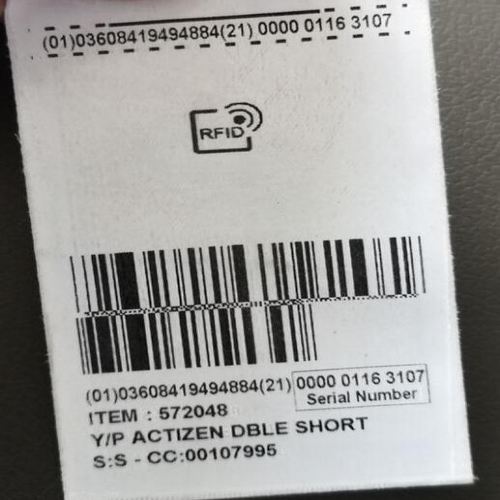 (01)03608419494884(21) 0000 0116 3107
RFID
(01)03608419494884(21) 0000 0116 3107
Serial Number
ITEM : 572048
Y/P ACTIZEN DBLE SHORT
S:S - CC:00107995